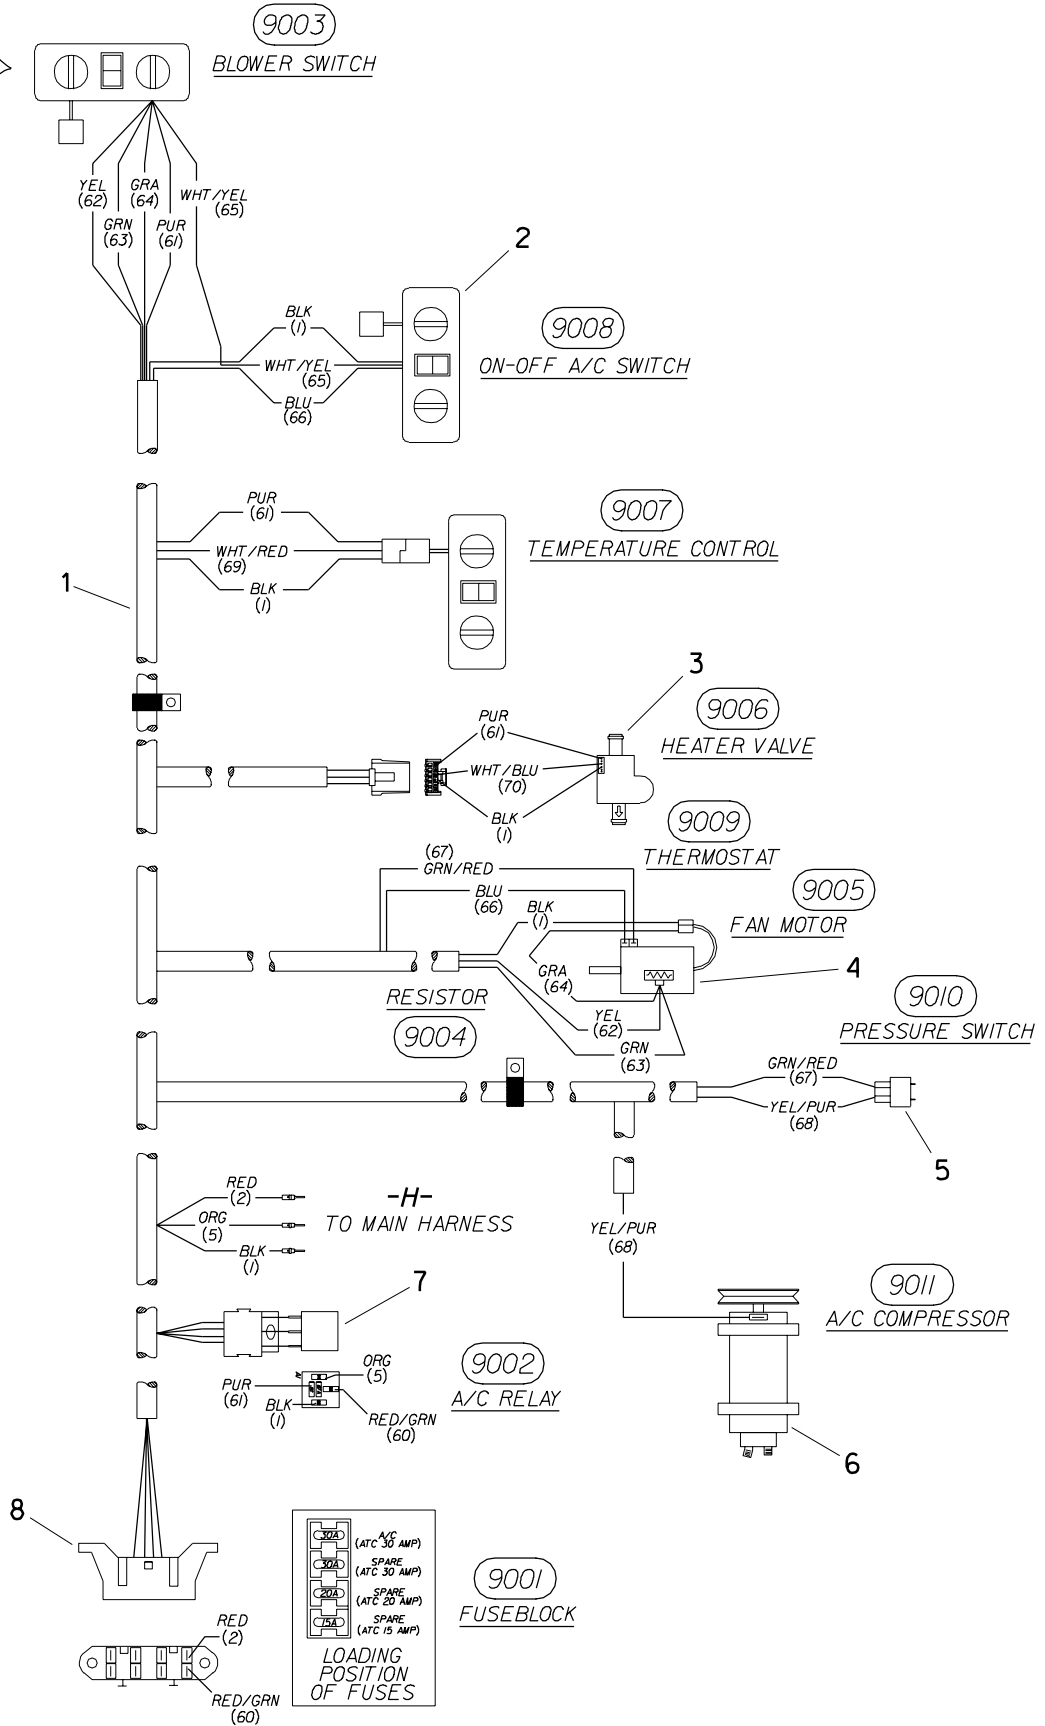 9003
BLOWER SWITCH
YEL
(62)
GRA
(64)
WHT/YEL
(65)
GRN
(63)
PUR
(61)
2
BLK
(1)
9008
ON-OFF A/C SWITCH
WHT/YEL
(65)
BLU
(66)
PUR
(61)
9007
TEMPERATURE CONTROL
WHT/RED
(69)
BLK
(1)
1
3
9006
HEATER VALVE
PUR
(61)
WHT/BLU
(70)
BLK
(1)
9009
THERMOSTAT
(67)
GRN/RED
BLU
(66)
9005
FAN MOTOR
BLK
(1)
4
GRA
(64)
RESISTOR
9004
YEL
(62)
GRN
(63)
9010
PRESSURE SWITCH
GRN/RED
(67)
YEL/PUR
(68)
5
RED
(2)
ORG
(5)
BLK
(1)
-H-
TO MAIN HARNESS
YEL/PUR
(68)
7
9011
A/C COMPRESSOR
9002
A/C RELAY
ORG
(5)
PUR
(61)
BLK
(1)
RED/GRN
(60)
6
8
30A
A/C
(ATC 30 AMP)
30A
SPARE
(ATC 30 AMP)
20A
SPARE
(ATC 20 AMP)
15A
SPARE
(ATC 15 AMP)
LOADING
POSITION
OF FUSES
9001
FUSEBLOCK
RED
(2)
RED/GRN
(60)